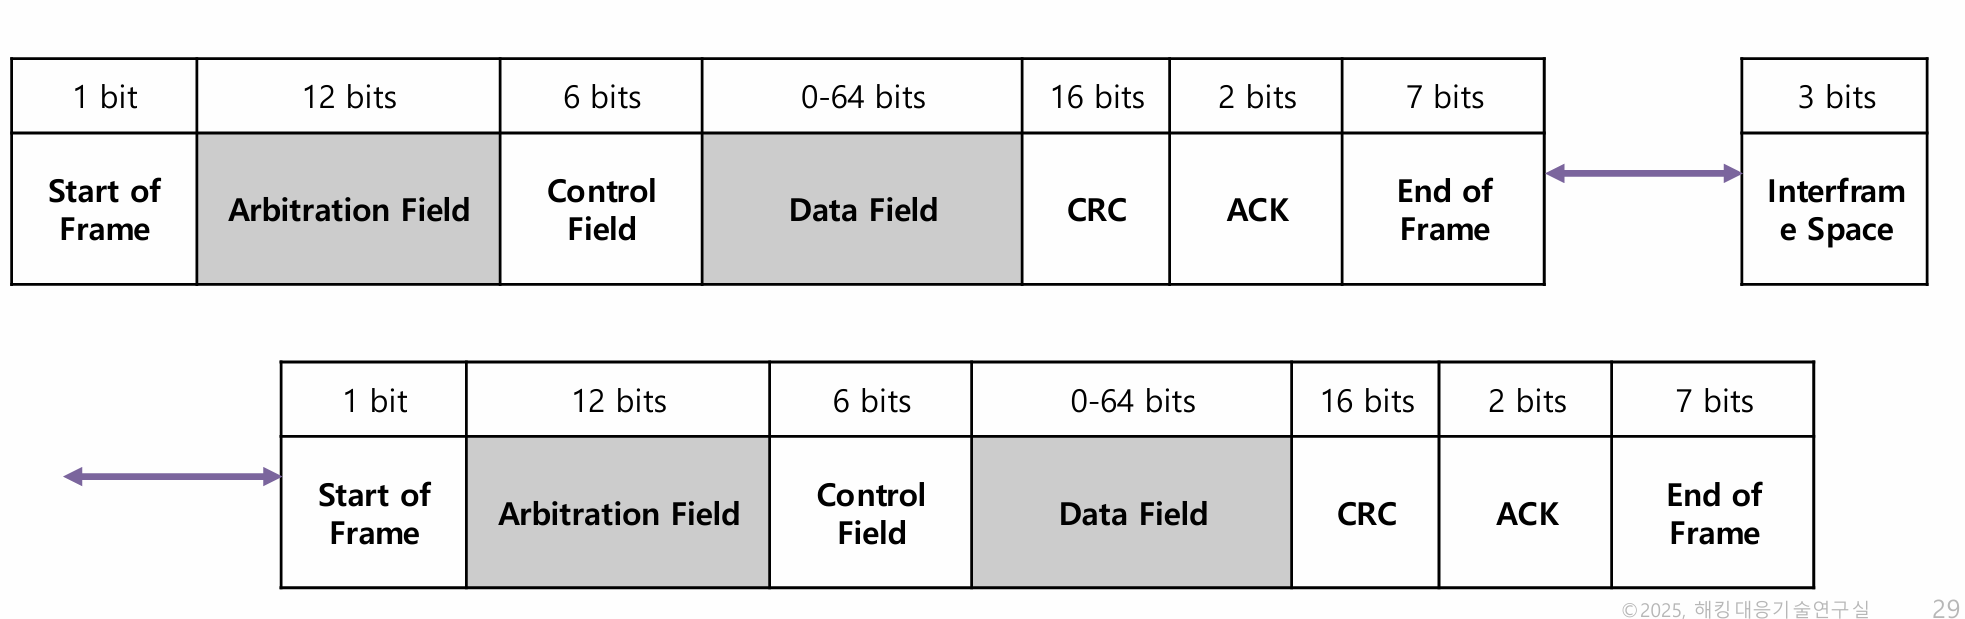 1 bit 12 bits 6 bits 0-64 bits 16 bits 2 bits 7 bits 3 bits
Start of
Frame
Arbitration Field
Control
Field
Data Field
CRC
ACK
End of
Frame
Interfram
e Space
1 bit 12 bits 6 bits 0-64 bits 16 bits 2 bits 7 bits
Start of
Frame
Arbitration Field
Control
Field
Data Field
CRC
ACK
End of
Frame
©2025, 해킹대응기술연구실 29